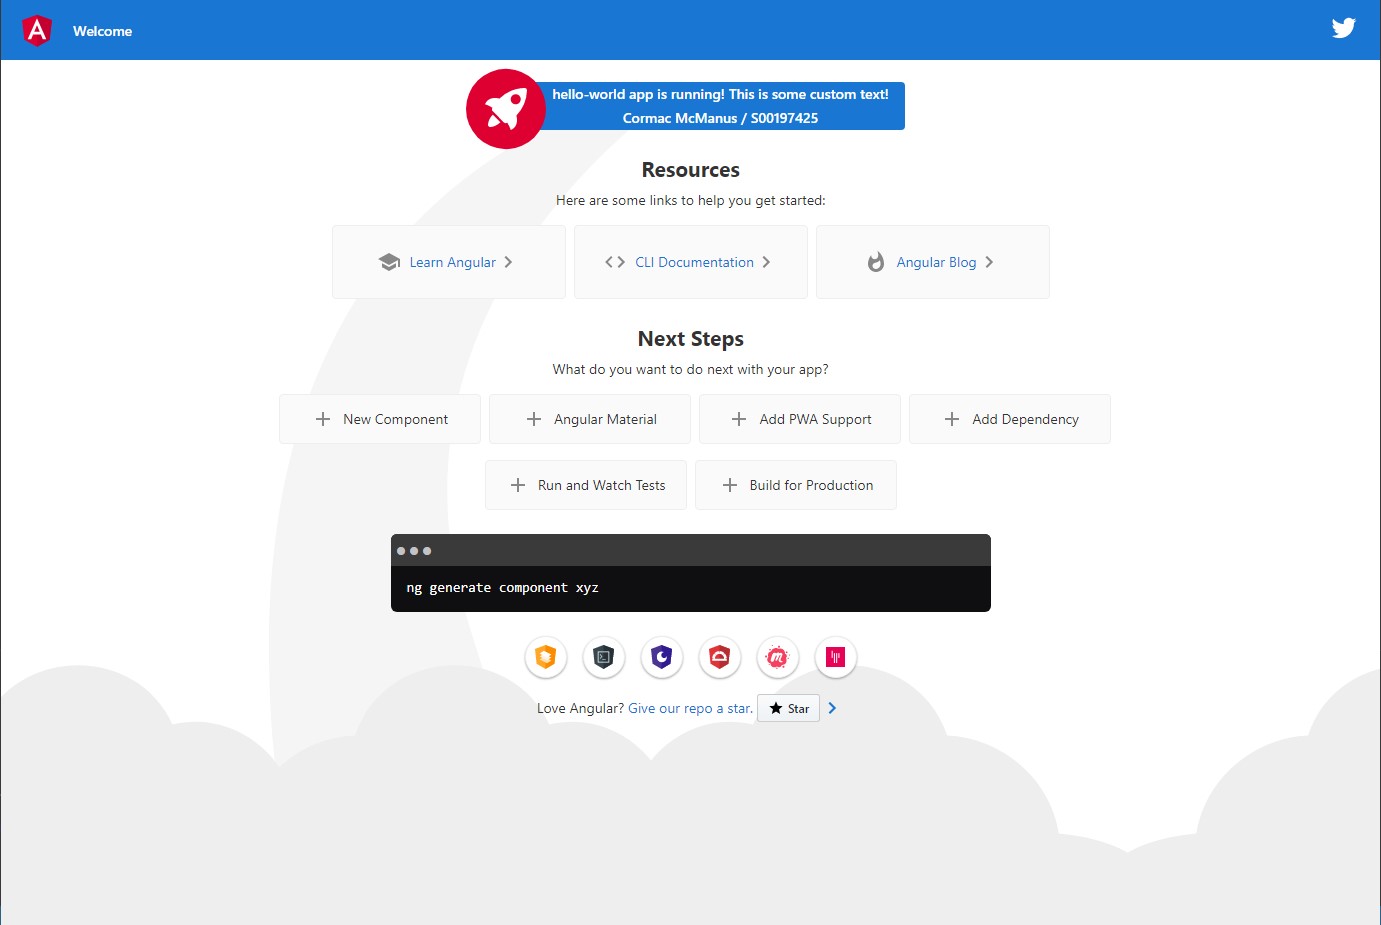 Welcome
hello-world app is running! This is some custom text!
Cormac McManus / S00197425
Resources
Here are some links to help you get started:
Learn Angular
CLI Documentation
Angular Blog
Next Steps
What do you want to do next with your app?
New Component
Angular Material
Add PWA Support
Add Dependency
Run and Watch Tests
Build for Production
ng generate component xyz
Love Angular? Give our repo a star. Star